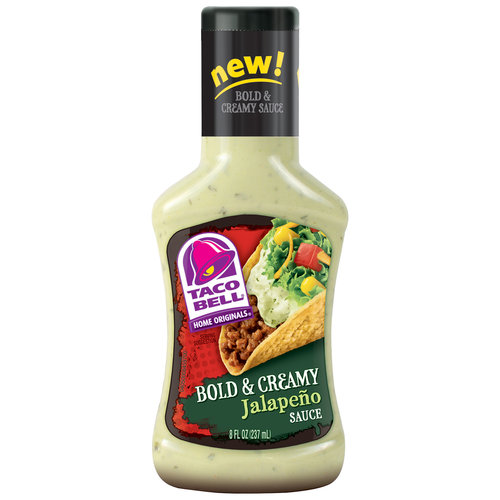 new!
BOLD &
CREAMY SAUCE
TACO
BELL®
HOME ORIGINALS®
BOLD & CREAMY
Jalapeño
SAUCE
8 FL OZ (237 mL)